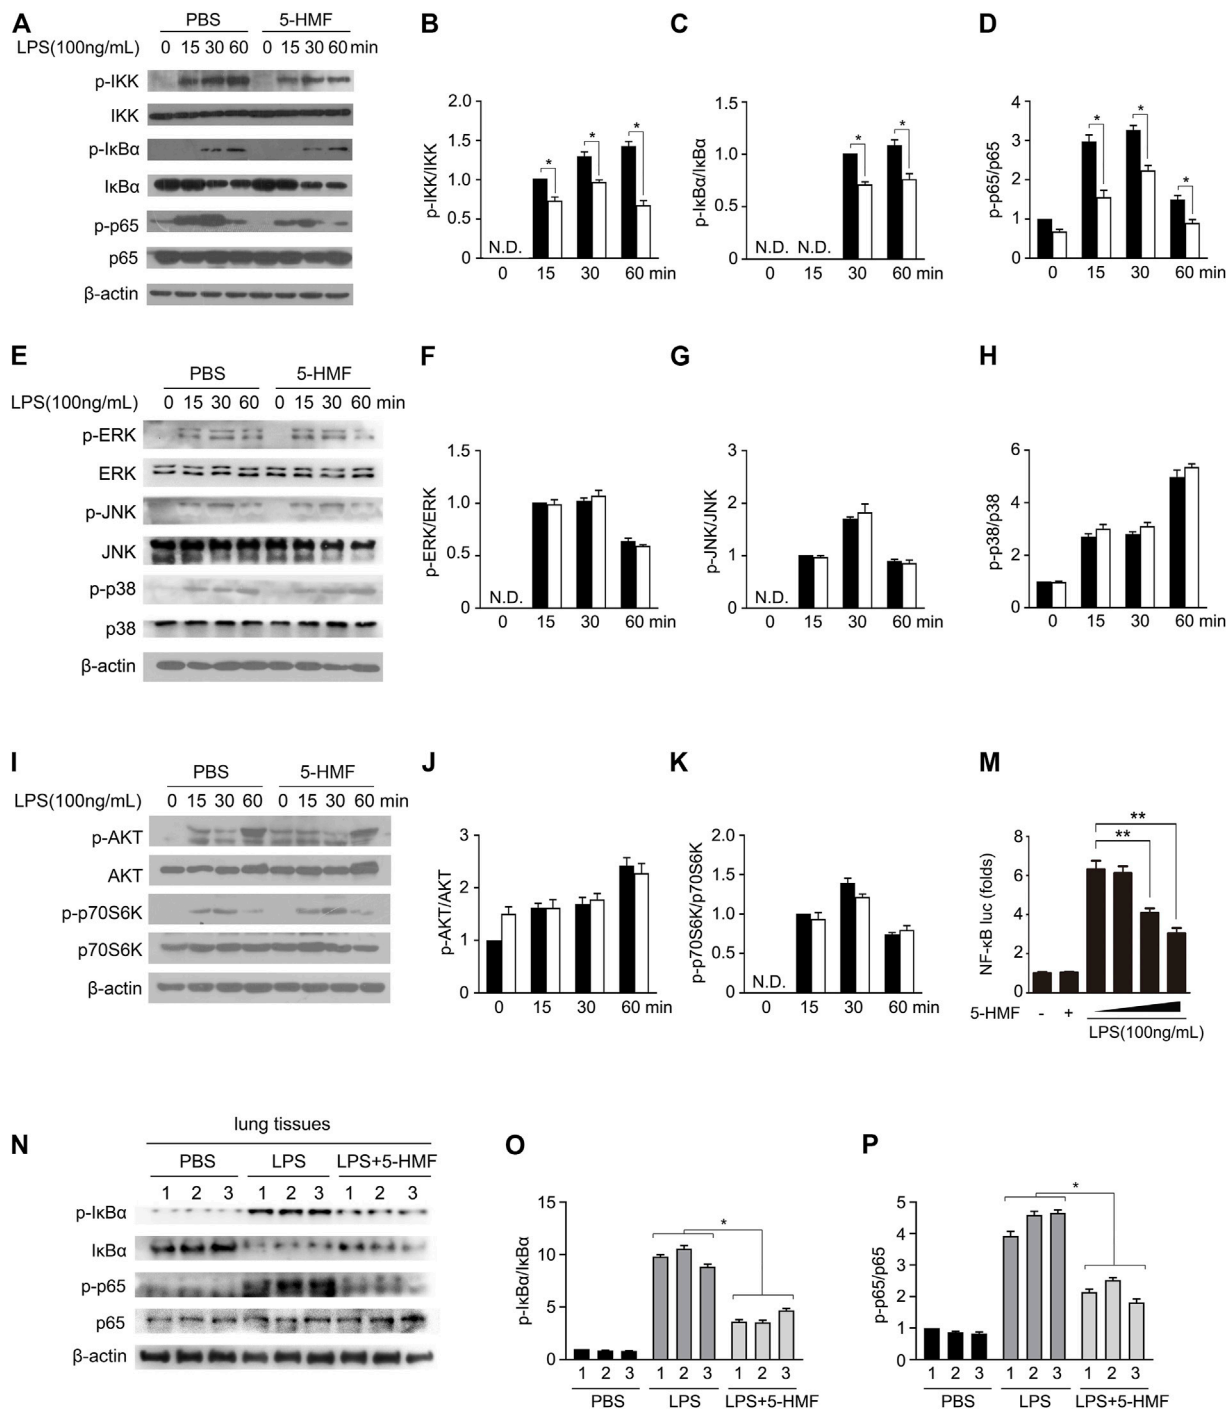 A
PBS 5-HMF
LPS(100ng/mL) 0 15 30 60 0 15 30 60 min
p-IKK
IKK
p-IκBα
IκBα
p-p65
p65
β-actin
B
p-IKK/IKK
2.0
1.5
1.0
0.5
0
N.D.
* * *
0 15 30 60 min
C
p-IκBα/IκBα
1.5
1.0
0.5
0
N.D. N.D.
* *
0 15 30 60 min
D
p-p65/p65
4
3
2
1
0
* * *
0 15 30 60 min
E
PBS 5-HMF
LPS(100ng/mL) 0 15 30 60 0 15 30 60 min
p-ERK
ERK
p-JNK
JNK
p-p38
p38
β-actin
F
p-ERK/ERK
1.5
1.0
0.5
0
N.D.
0 15 30 60 min
G
p-JNK/JNK
3
2
1
0
N.D.
0 15 30 60 min
H
p-p38/p38
6
4
2
0
0 15 30 60 min
I
PBS 5-HMF
LPS(100ng/mL) 0 15 30 60 0 15 30 60 min
p-AKT
AKT
p-p70S6K
p70S6K
β-actin
J
p-AKT/AKT
3
2
1
0
0 15 30 60 min
K
p-p70S6K/p70S6K
2.0
1.5
1.0
0.5
0
N.D.
0 15 30 60 min
M
NF-κB luc (folds)
8
6
4
2
0
**
**
5-HMF - +
LPS(100ng/mL)
N
lung tissues
PBS LPS LPS+5-HMF
1 2 3 1 2 3 1 2 3
p-IκBα
IκBα
p-p65
p65
β-actin
O
p-IκBα/IκBα
15
10
5
0
*
1 2 3 1 2 3 1 2 3
PBS LPS LPS+5-HMF
P
p-p65/p65
5
4
3
2
1
0
*
1 2 3 1 2 3 1 2 3
PBS LPS LPS+5-HMF